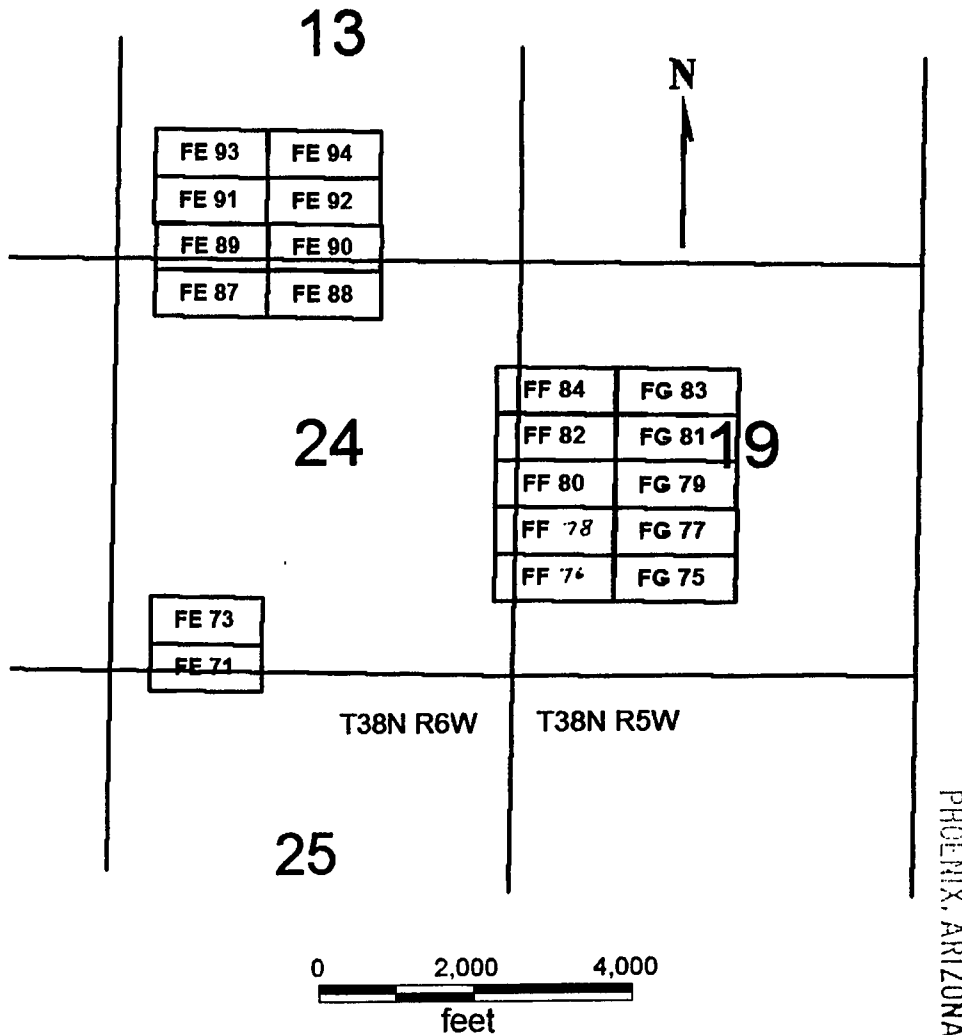 13
N
FE 93 FE 94
FE 91 FE 92
FE 89 FE 90
FE 87 FE 88
FF 84 FG 83
24
FF 82 FG 81 19
FF 80 FG 79
FF 78 FG 77
FF 76 FG 75
FE 73
FE 71
T38N R6W T38N R5W
25
0 2,000 4,000
feet
PHOENIX, ARIZONA